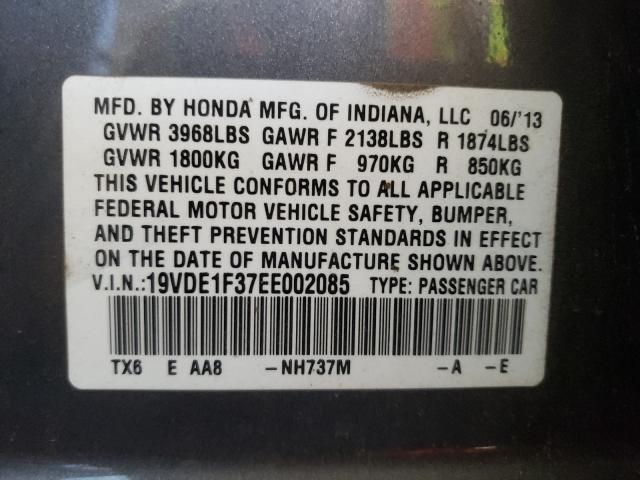 MFD. BY HONDA MFG. OF INDIANA, LLC 06/'13
GVWR 3968LBS GAWR F 2138LBS R 1874LBS
GVWR 1800KG GAWR F 970KG R 850KG
THIS VEHICLE CONFORMS TO ALL APPLICABLE
FEDERAL MOTOR VEHICLE SAFETY, BUMPER,
AND THEFT PREVENTION STANDARDS IN EFFECT
ON THE DATE OF MANUFACTURE SHOWN ABOVE.
V.I.N.:19VDE1F37EE002085 TYPE: PASSENGER CAR
TX6 E AA8 -NH737M -A -E